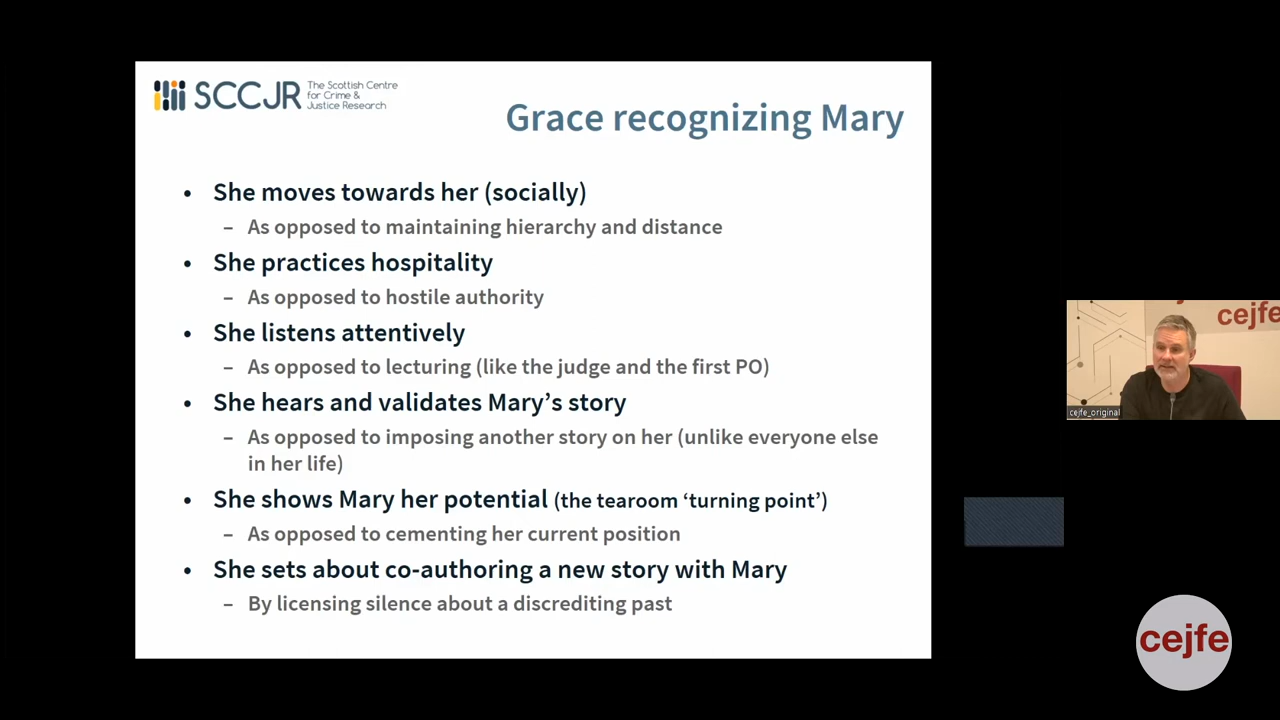 SCCJR
The Scottish Centre
for Crime &
Justice Research
Grace recognizing Mary
• She moves towards her (socially)
– As opposed to maintaining hierarchy and distance
• She practices hospitality
– As opposed to hostile authority
• She listens attentively
– As opposed to lecturing (like the judge and the first PO)
• She hears and validates Mary’s story
– As opposed to imposing another story on her (unlike everyone else
in her life)
• She shows Mary her potential (the tearoom ‘turning point’)
– As opposed to cementing her current position
• She sets about co-authoring a new story with Mary
– By licensing silence about a discrediting past
cejfe
cejfe_original
cejfe